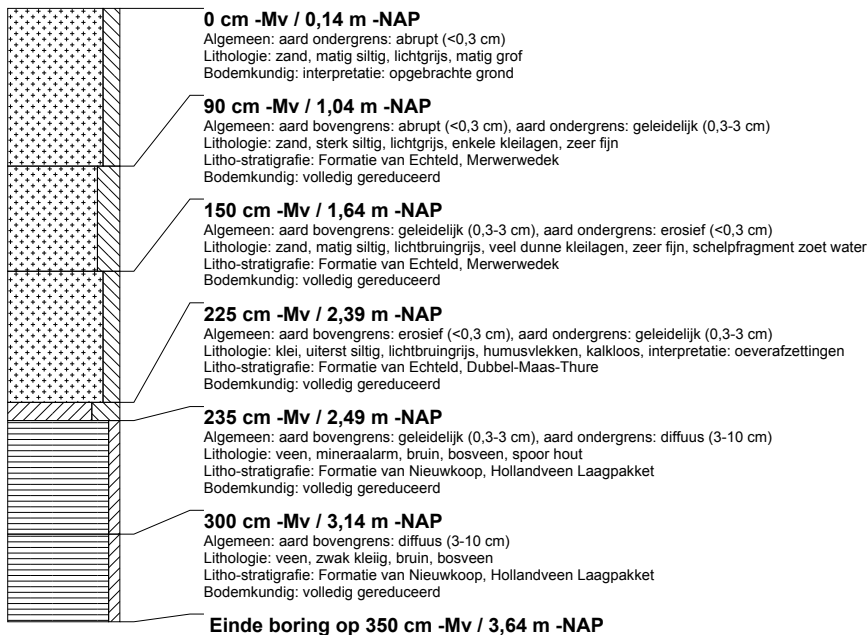 0 cm -Mv / 0,14 m -NAP
Algemeen: aard ondergrens: abrupt (<0,3 cm)
Lithologie: zand, matig siltig, lichtgrijs, matig grof
Bodemkundig: interpretatie: opgebrachte grond
90 cm -Mv / 1,04 m -NAP
Algemeen: aard bovengrens: abrupt (<0,3 cm), aard ondergrens: geleidelijk (0,3-3 cm)
Lithologie: zand, sterk siltig, lichtgrijs, enkele kleilagen, zeer fijn
Litho-stratigrafie: Formatie van Echteld, Merwerwedek
Bodemkundig: volledig gereduceerd
150 cm -Mv / 1,64 m -NAP
Algemeen: aard bovengrens: geleidelijk (0,3-3 cm), aard ondergrens: erosief (<0,3 cm)
Lithologie: zand, matig siltig, lichtbruingrijs, veel dunne kleilagen, zeer fijn, schelpfragment zoet water
Litho-stratigrafie: Formatie van Echteld, Merwerwedek
Bodemkundig: volledig gereduceerd
225 cm -Mv / 2,39 m -NAP
Algemeen: aard bovengrens: erosief (<0,3 cm), aard ondergrens: geleidelijk (0,3-3 cm)
Lithologie: klei, uiterst siltig, lichtbruingrijs, humusvlekken, kalkloos, interpretatie: oeverafzettingen
Litho-stratigrafie: Formatie van Echteld, Dubbel-Maas-Thure
Bodemkundig: volledig gereduceerd
235 cm -Mv / 2,49 m -NAP
Algemeen: aard bovengrens: geleidelijk (0,3-3 cm), aard ondergrens: diffuus (3-10 cm)
Lithologie: veen, mineraalarm, bruin, bosveen, spoor hout
Litho-stratigrafie: Formatie van Nieuwkoop, Hollandveen Laagpakket
Bodemkundig: volledig gereduceerd
300 cm -Mv / 3,14 m -NAP
Algemeen: aard bovengrens: diffuus (3-10 cm)
Lithologie: veen, zwak kleiig, bruin, bosveen
Litho-stratigrafie: Formatie van Nieuwkoop, Hollandveen Laagpakket
Bodemkundig: volledig gereduceerd
Einde boring op 350 cm -Mv / 3,64 m -NAP